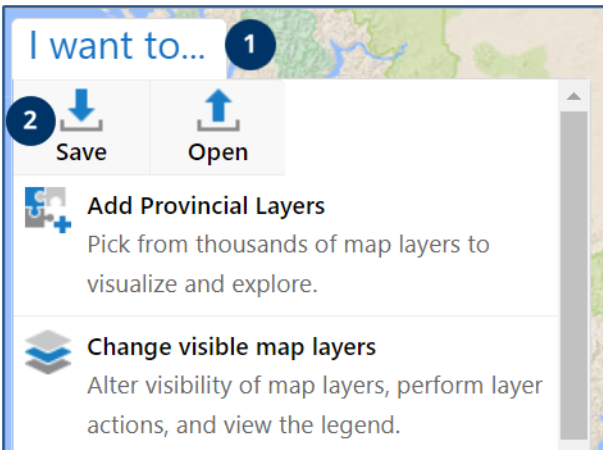 I want to... 1
2
Save Open
Add Provincial Layers
Pick from thousands of map layers to
visualize and explore.
Change visible map layers
Alter visibility of map layers, perform layer
actions, and view the legend.